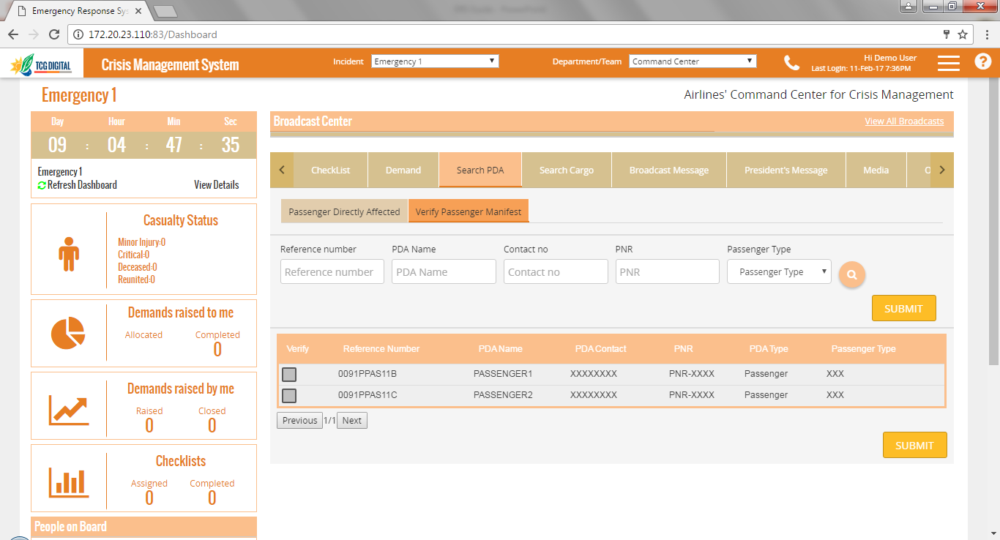 Emergency Response Sys
172.20.23.110:83/Dashboard
TCG DIGITAL
Crisis Management System
Incident
Emergency 1
Department/Team
Command Center
Hi Demo User
Last Login: 11-Feb-17 7:36PM
Emergency 1
Airlines' Command Center for Crisis Management
Day Hour Min Sec
09 : 04 : 47 : 35
Emergency 1
Refresh Dashboard
View Details
Casualty Status
Minor Injury:0
Critical:0
Deceased:0
Reunited:0
Demands raised to me
Allocated Completed
0
Demands raised by me
Raised Closed
0 0
Checklists
Assigned Completed
0 0
People on Board
Broadcast Center
View All Broadcasts
CheckList Demand Search PDA Search Cargo Broadcast Message President's Message Media O
Passenger Directly Affected Verify Passenger Manifest
Reference number PDA Name Contact no PNR Passenger Type
Reference number PDA Name Contact no PNR Passenger Type
SUBMIT
Verify Reference Number PDA Name PDA Contact PNR PDA Type Passenger Type
0091PPAS11B PASSENGER1 XXXXXXXX PNR-XXXX Passenger XXX
0091PPAS11C PASSENGER2 XXXXXXXX PNR-XXXX Passenger XXX
Previous 1/1 Next
SUBMIT